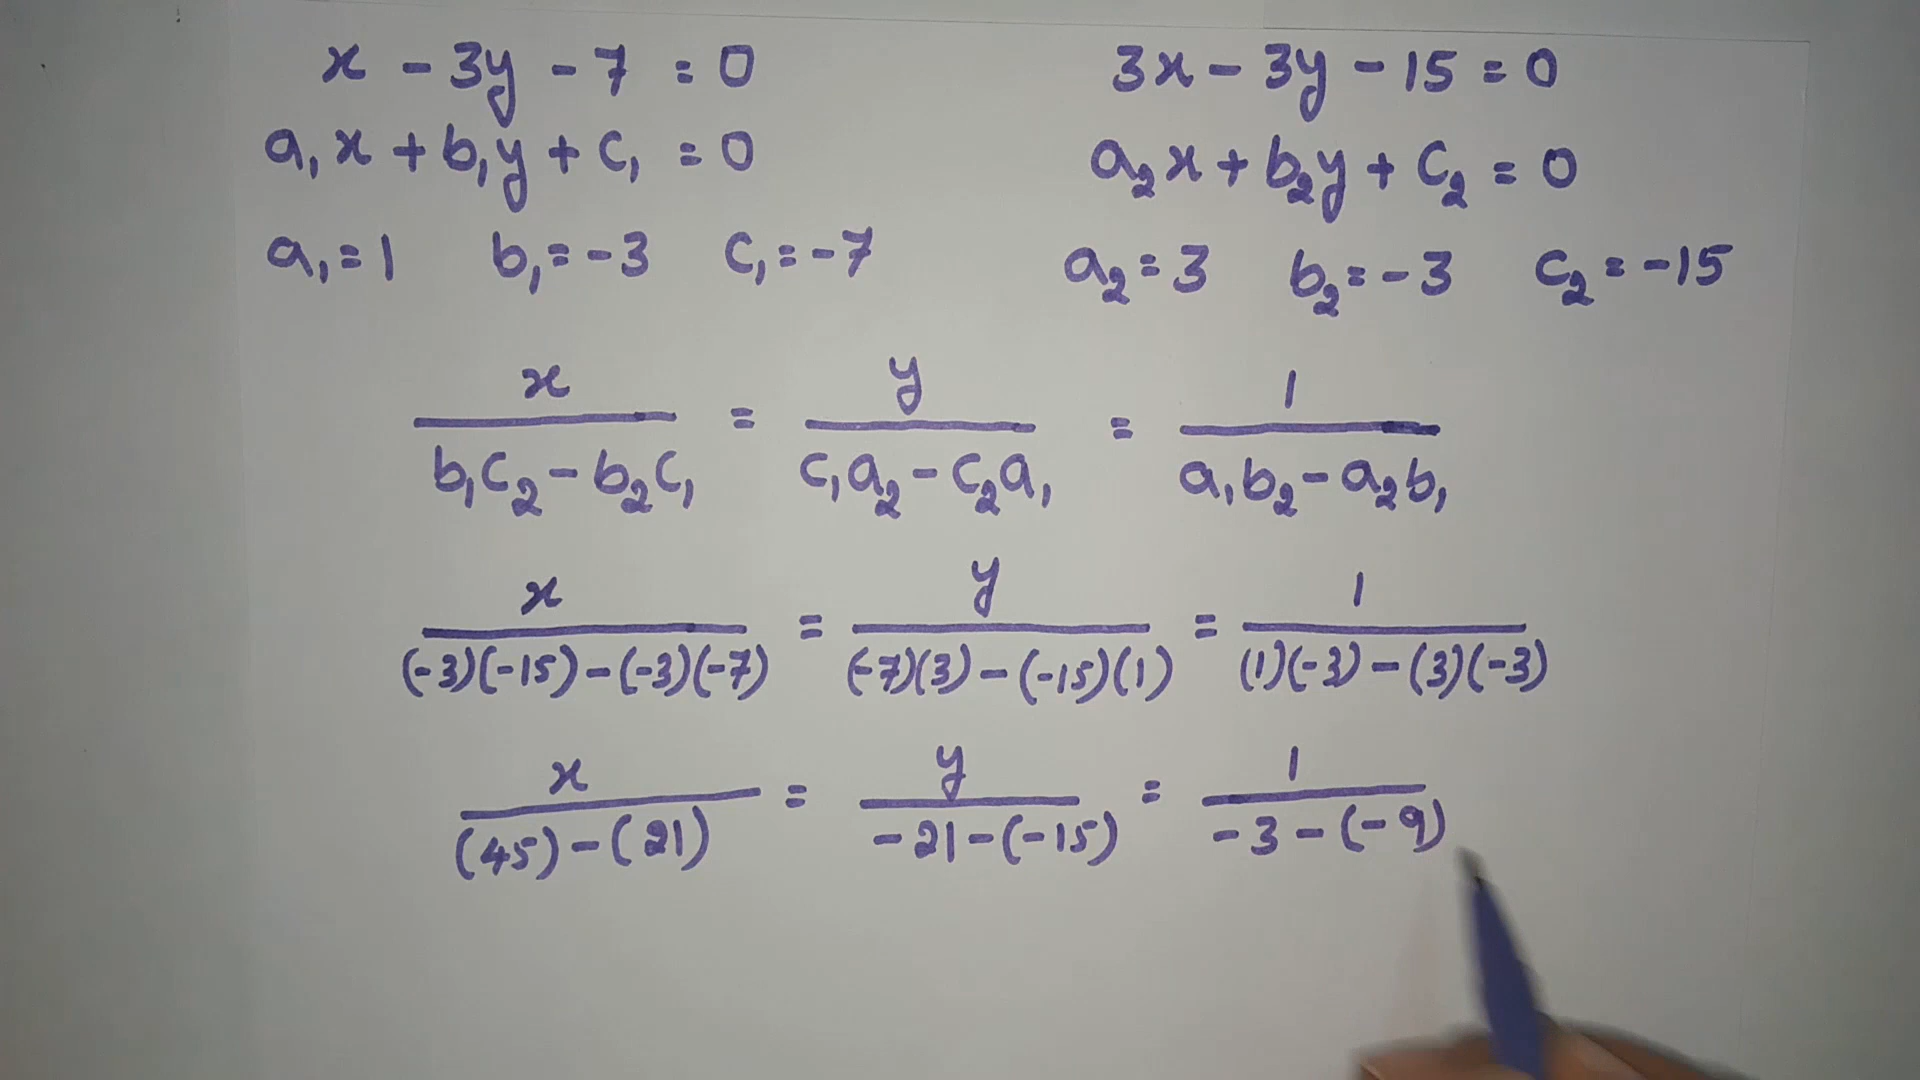 x - 3y - 7 = 0
3x - 3y - 15 = 0
a₁x + b₁y + c₁ = 0
a₂x + b₂y + c₂ = 0
a₁ = 1 b₁ = -3 c₁ = -7
a₂ = 3 b₂ = -3 c₂ = -15
x / (b₁c₂ - b₂c₁) = y / (c₁a₂ - c₂a₁) = 1 / (a₁b₂ - a₂b₁)
x / ((-3)(-15) - (-3)(-7)) = y / ((-7)(3) - (-15)(1)) = 1 / ((1)(-3) - (3)(-3))
x / ((45) - (21)) = y / (-21 - (-15)) = 1 / (-3 - (-9))